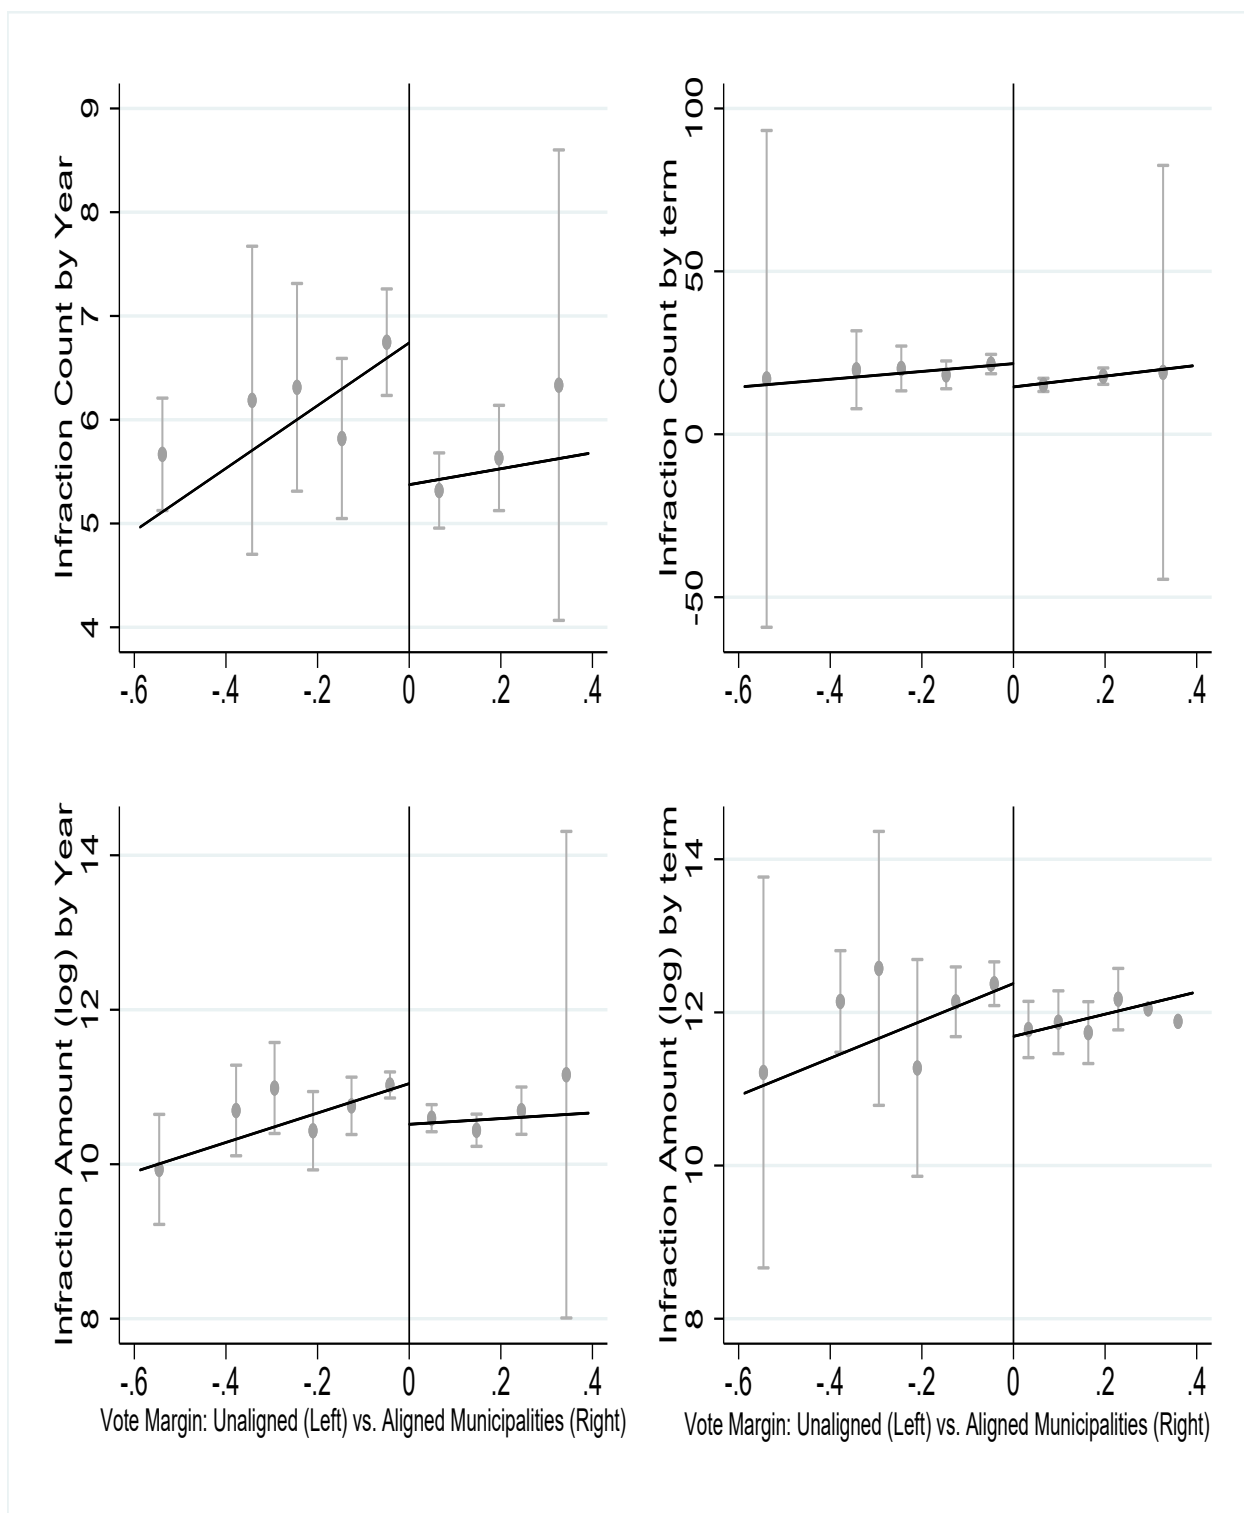 Infraction Count by Year
9
8
7
6
5
4
-.6 -.4 -.2 0 .2 .4
Infraction Count by term
100
50
0
-50
-.6 -.4 -.2 0 .2 .4
Infraction Amount (log) by Year
14
12
10
8
-.6 -.4 -.2 0 .2 .4
Vote Margin: Unaligned (Left) vs. Aligned Municipalities (Right)
Infraction Amount (log) by term
14
12
10
8
-.6 -.4 -.2 0 .2 .4
Vote Margin: Unaligned (Left) vs. Aligned Municipalities (Right)